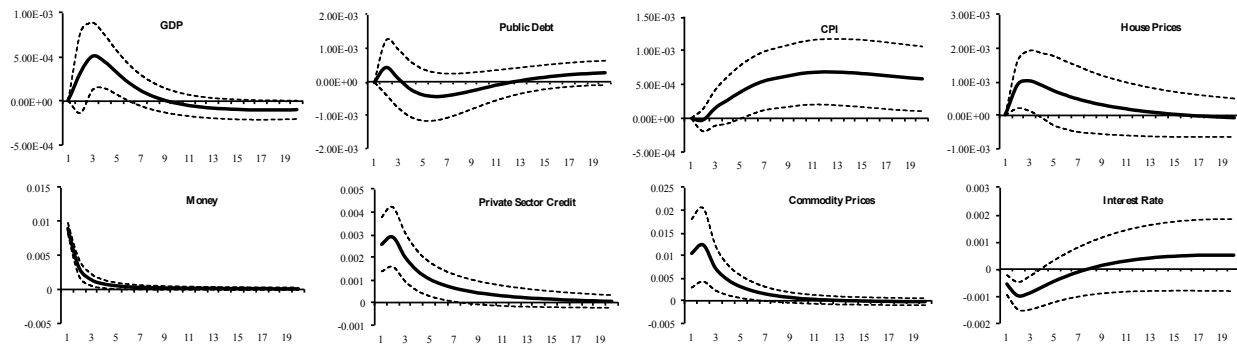 GDP
1.00E-03
5.00E-04
0.00E+00
-5.00E-04
1 3 5 7 9 11 13 15 17 19
Public Debt
2.00E-03
1.00E-03
0.00E+00
-1.00E-03
-2.00E-03
1 3 5 7 9 11 13 15 17 19
CPI
1.50E-03
1.00E-03
5.00E-04
0.00E+00
-5.00E-04
1 3 5 7 9 11 13 15 17 19
House Prices
3.00E-03
2.00E-03
1.00E-03
0.00E+00
-1.00E-03
1 3 5 7 9 11 13 15 17 19
Money
0.015
0.01
0.005
0
-0.005
1 3 5 7 9 11 13 15 17 19
Private Sector Credit
0.005
0.004
0.003
0.002
0.001
0
-0.001
1 3 5 7 9 11 13 15 17 19
Commodity Prices
0.025
0.02
0.015
0.01
0.005
0
-0.005
1 3 5 7 9 11 13 15 17 19
Interest Rate
0.003
0.002
0.001
0
-0.001
-0.002
1 3 5 7 9 11 13 15 17 19